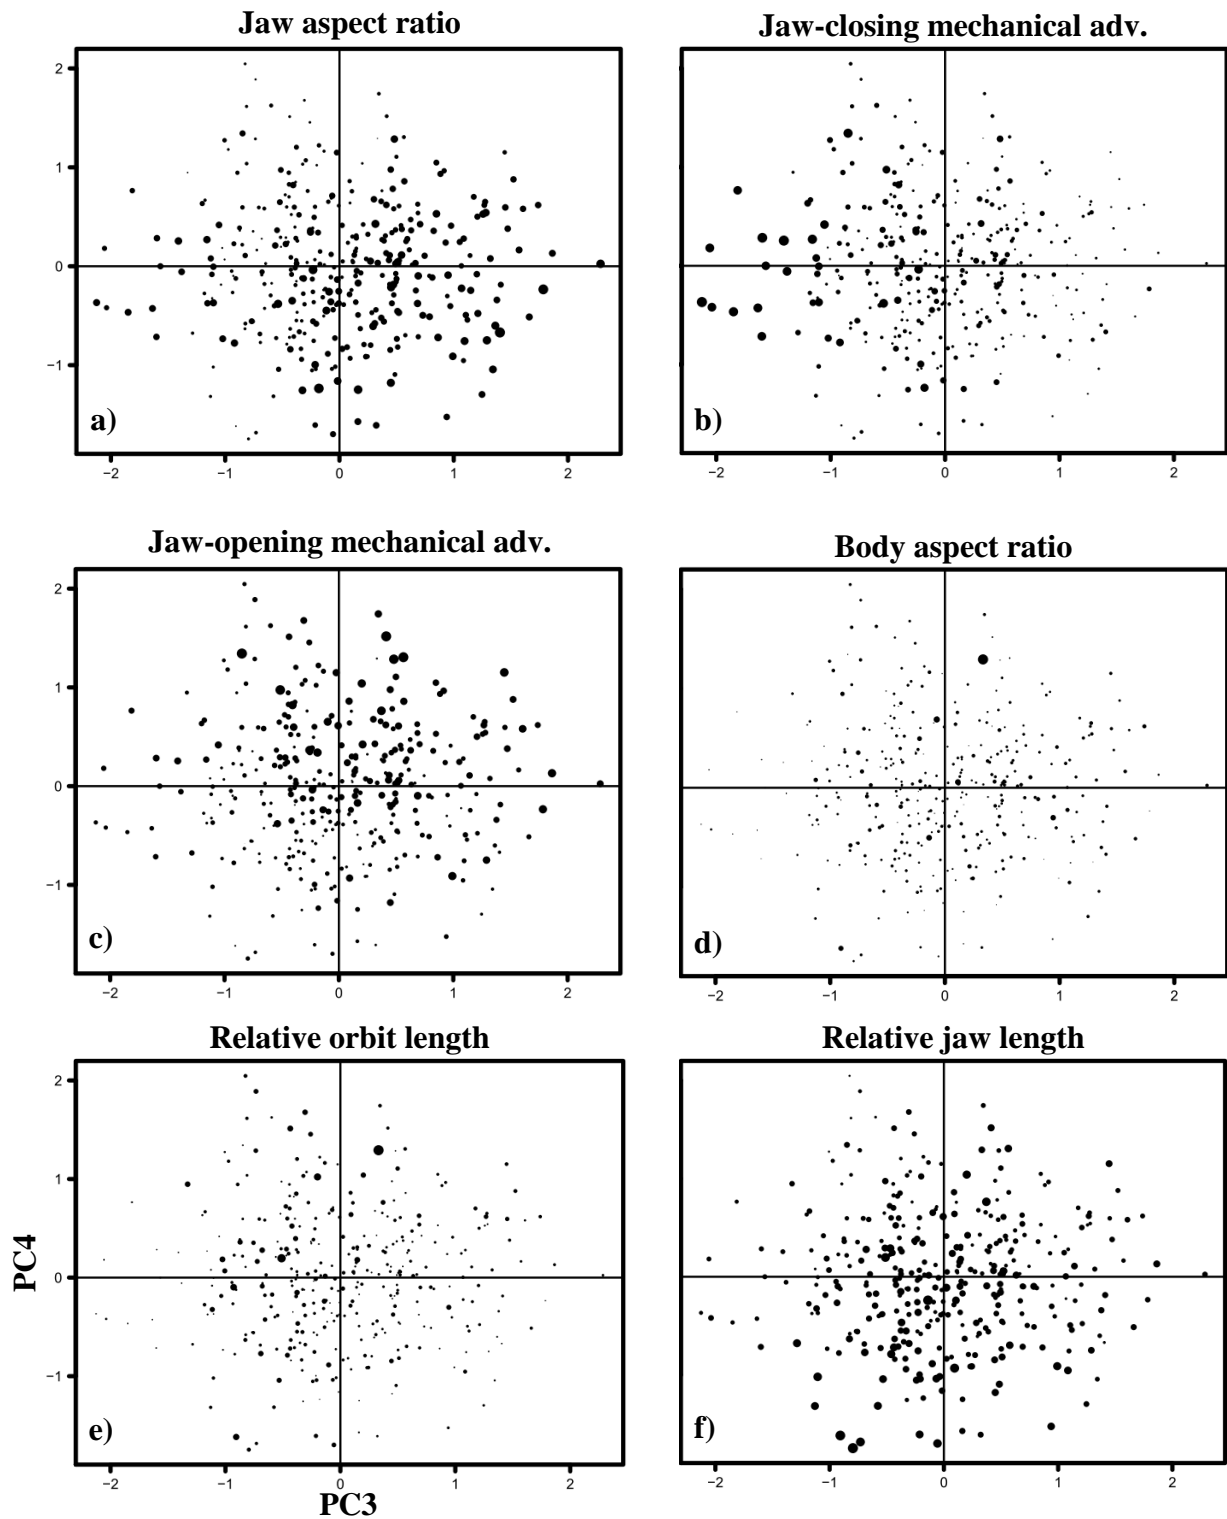 Jaw aspect ratio
Jaw-closing mechanical adv.
2
1
0
−1
a)
b)
−2 −1 0 1 2
−2 −1 0 1 2
Jaw-opening mechanical adv.
Body aspect ratio
2
1
0
−1
c)
d)
−2 −1 0 1 2
−2 −1 0 1 2
Relative orbit length
Relative jaw length
2
1
0
−1
PC4
e)
f)
−2 −1 0 1 2
−2 −1 0 1 2
PC3